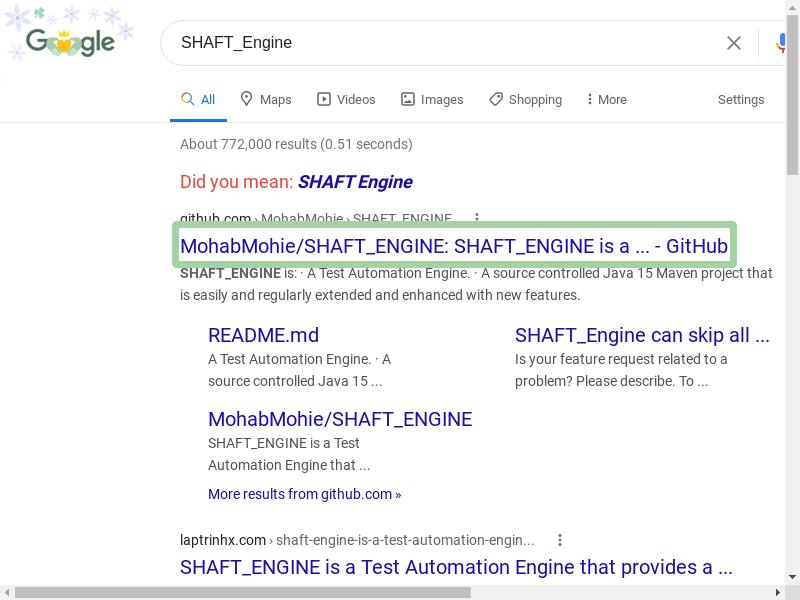 Google
SHAFT_Engine
All Maps Videos Images Shopping More Settings
About 772,000 results (0.51 seconds)
Did you mean: SHAFT Engine
github.com › MohabMohie › SHAFT_ENGINE
MohabMohie/SHAFT_ENGINE: SHAFT_ENGINE is a ... - GitHub
SHAFT_ENGINE is: · A Test Automation Engine. · A source controlled Java 15 Maven project that
is easily and regularly extended and enhanced with new features.
README.md
A Test Automation Engine. · A
source controlled Java 15 ...
SHAFT_Engine can skip all ...
Is your feature request related to a
problem? Please describe. To ...
MohabMohie/SHAFT_ENGINE
SHAFT_ENGINE is a Test
Automation Engine that ...
More results from github.com »
laptrinhx.com › shaft-engine-is-a-test-automation-engin...
SHAFT_ENGINE is a Test Automation Engine that provides a ...